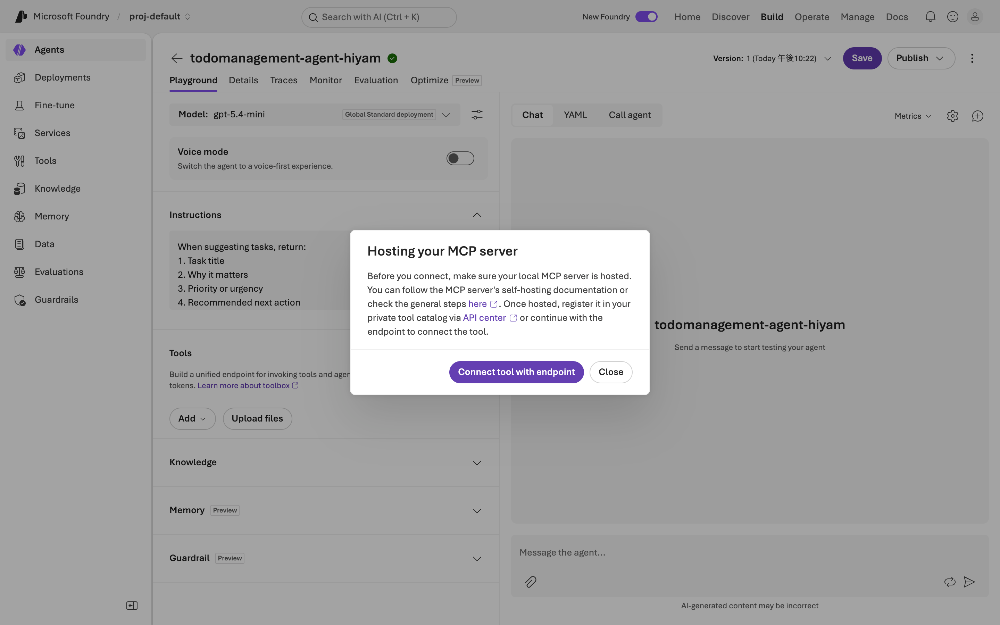 Microsoft Foundry / proj-default
Search with AI (Ctrl + K)
New Foundry
Home
Discover
Build
Operate
Manage
Docs
Agents
Deployments
Fine-tune
Services
Tools
Knowledge
Memory
Data
Evaluations
Guardrails
todomanagement-agent-hiyam
Version: 1 (Today 午後10:22)
Save
Publish
Playground
Details
Traces
Monitor
Evaluation
Optimize
Preview
Model: gpt-5.4-mini
Global Standard deployment
Voice mode
Switch the agent to a voice-first experience.
Instructions
When suggesting tasks, return:
1. Task title
2. Why it matters
3. Priority or urgency
4. Recommended next action
Tools
Build a unified endpoint for invoking tools and agen
tokens. Learn more about toolbox
Add
Upload files
Knowledge
Memory Preview
Guardrail Preview
Chat
YAML
Call agent
Metrics
todomanagement-agent-hiyam
Send a message to start testing your agent
Message the agent...
AI-generated content may be incorrect
Hosting your MCP server
Before you connect, make sure your local MCP server is hosted.
You can follow the MCP server's self-hosting documentation or
check the general steps here. Once hosted, register it in your
private tool catalog via API center or continue with the
endpoint to connect the tool.
Connect tool with endpoint
Close